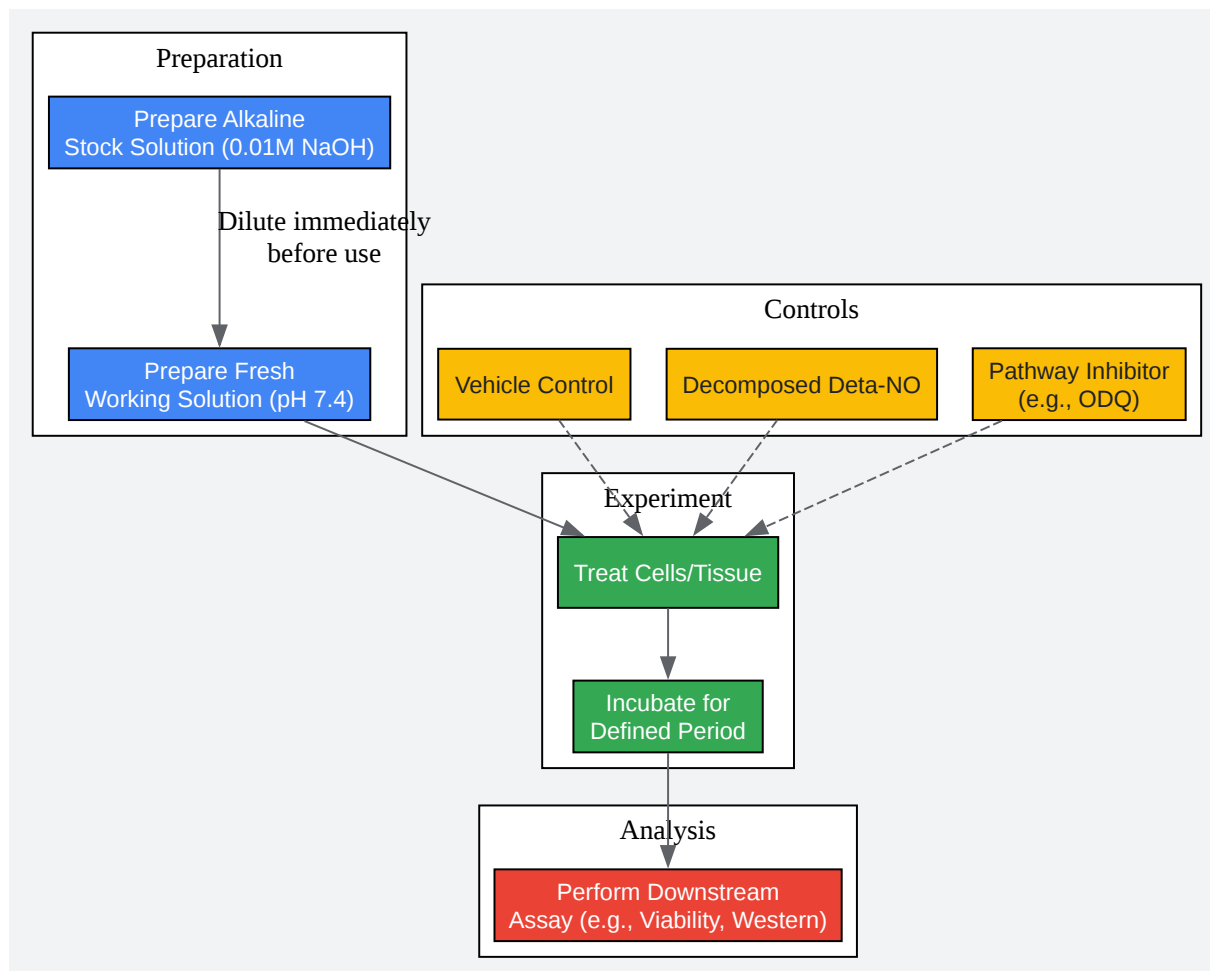 Preparation
Prepare Alkaline
Stock Solution (0.01M NaOH)
Dilute immediately
before use
Prepare Fresh
Working Solution (pH 7.4)
Controls
Vehicle Control
Decomposed Deta-NO
Pathway Inhibitor
(e.g., ODQ)
Experiment
Treat Cells/Tissue
Incubate for
Defined Period
Analysis
Perform Downstream
Assay (e.g., Viability, Western)